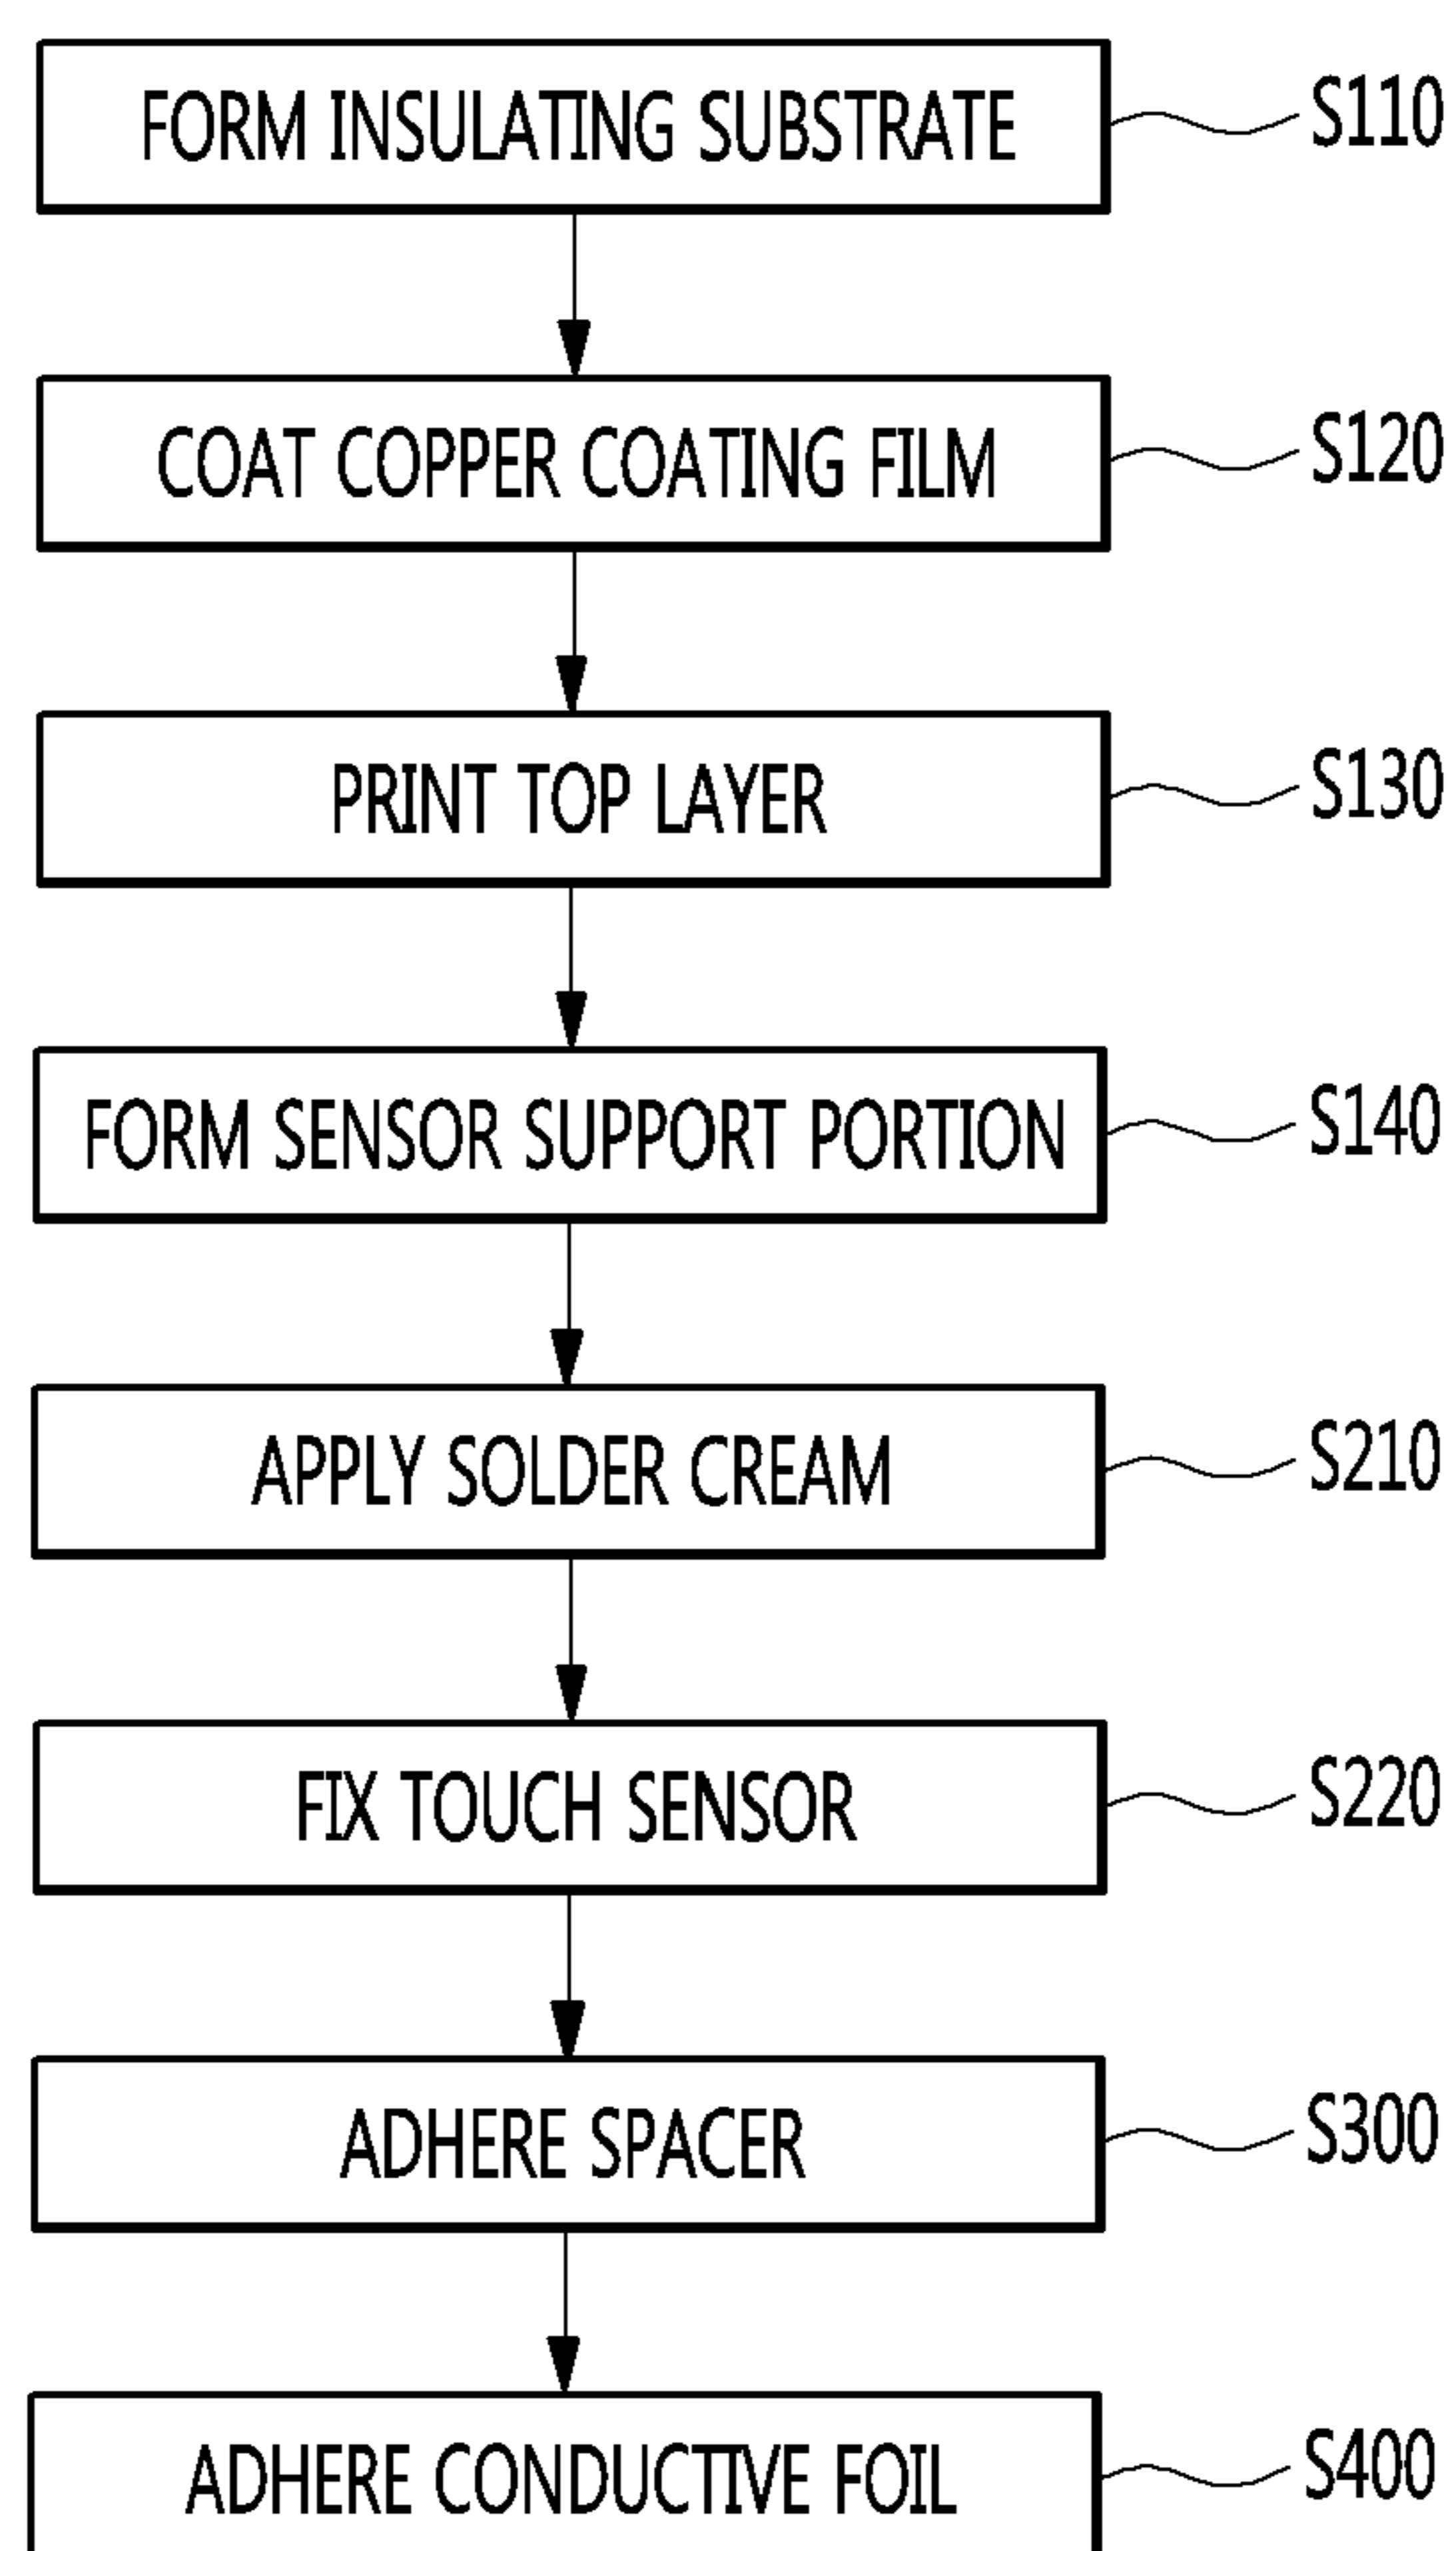 FORM INSULATING SUBSTRATE S110
COAT COPPER COATING FILM S120
PRINT TOP LAYER S130
FORM SENSOR SUPPORT PORTION S140
APPLY SOLDER CREAM S210
FIX TOUCH SENSOR S220
ADHERE SPACER S300
ADHERE CONDUCTIVE FOIL S400